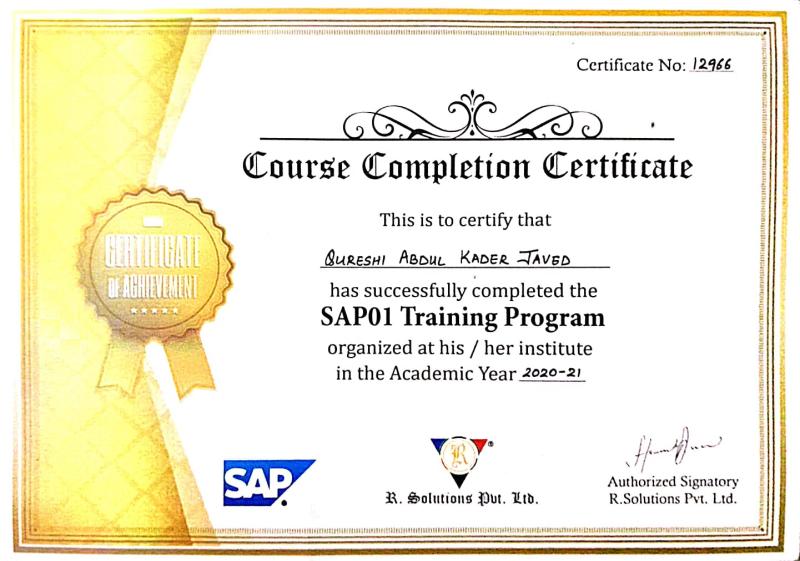 Certificate No: 12966
Course Completion Certificate
This is to certify that
QURESHI ABDUL KADER JAVED
has successfully completed the
SAP01 Training Program
organized at his / her institute
in the Academic Year 2020-21
CERTIFICATE
OF ACHIEVEMENT
SAP
R ®
R. Solutions Pvt. Ltd.
Authorized Signatory
R.Solutions Pvt. Ltd.